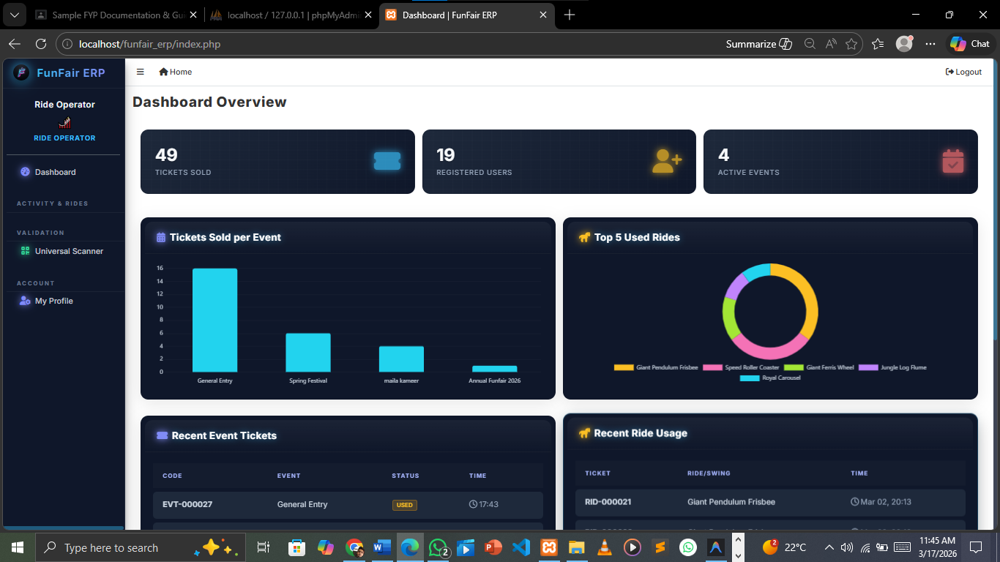 Sample FYP Documentation & Gui
localhost / 127.0.0.1 | phpMyAdmi
Dashboard | FunFair ERP
localhost/funfair_erp/index.php
Summarize
Chat
FunFair ERP
Home
Logout
Ride Operator
RIDE OPERATOR
Dashboard
ACTIVITY & RIDES
VALIDATION
Universal Scanner
ACCOUNT
My Profile
Dashboard Overview
49
TICKETS SOLD
19
REGISTERED USERS
4
ACTIVE EVENTS
Tickets Sold per Event
16
14
12
10
8
6
4
2
0
General Entry Spring Festival maila kameer Annual Funfair 2026
Top 5 Used Rides
Giant Pendulum Frisbee Speed Roller Coaster Giant Ferris Wheel Jungle Log Flume
Royal Carousel
Recent Event Tickets
CODE EVENT STATUS TIME
EVT-000027 General Entry USED 17:43
Recent Ride Usage
TICKET RIDE/SWING TIME
RID-000021 Giant Pendulum Frisbee Mar 02, 20:13
Type here to search
2
2
22°C
11:45 AM
3/17/2026